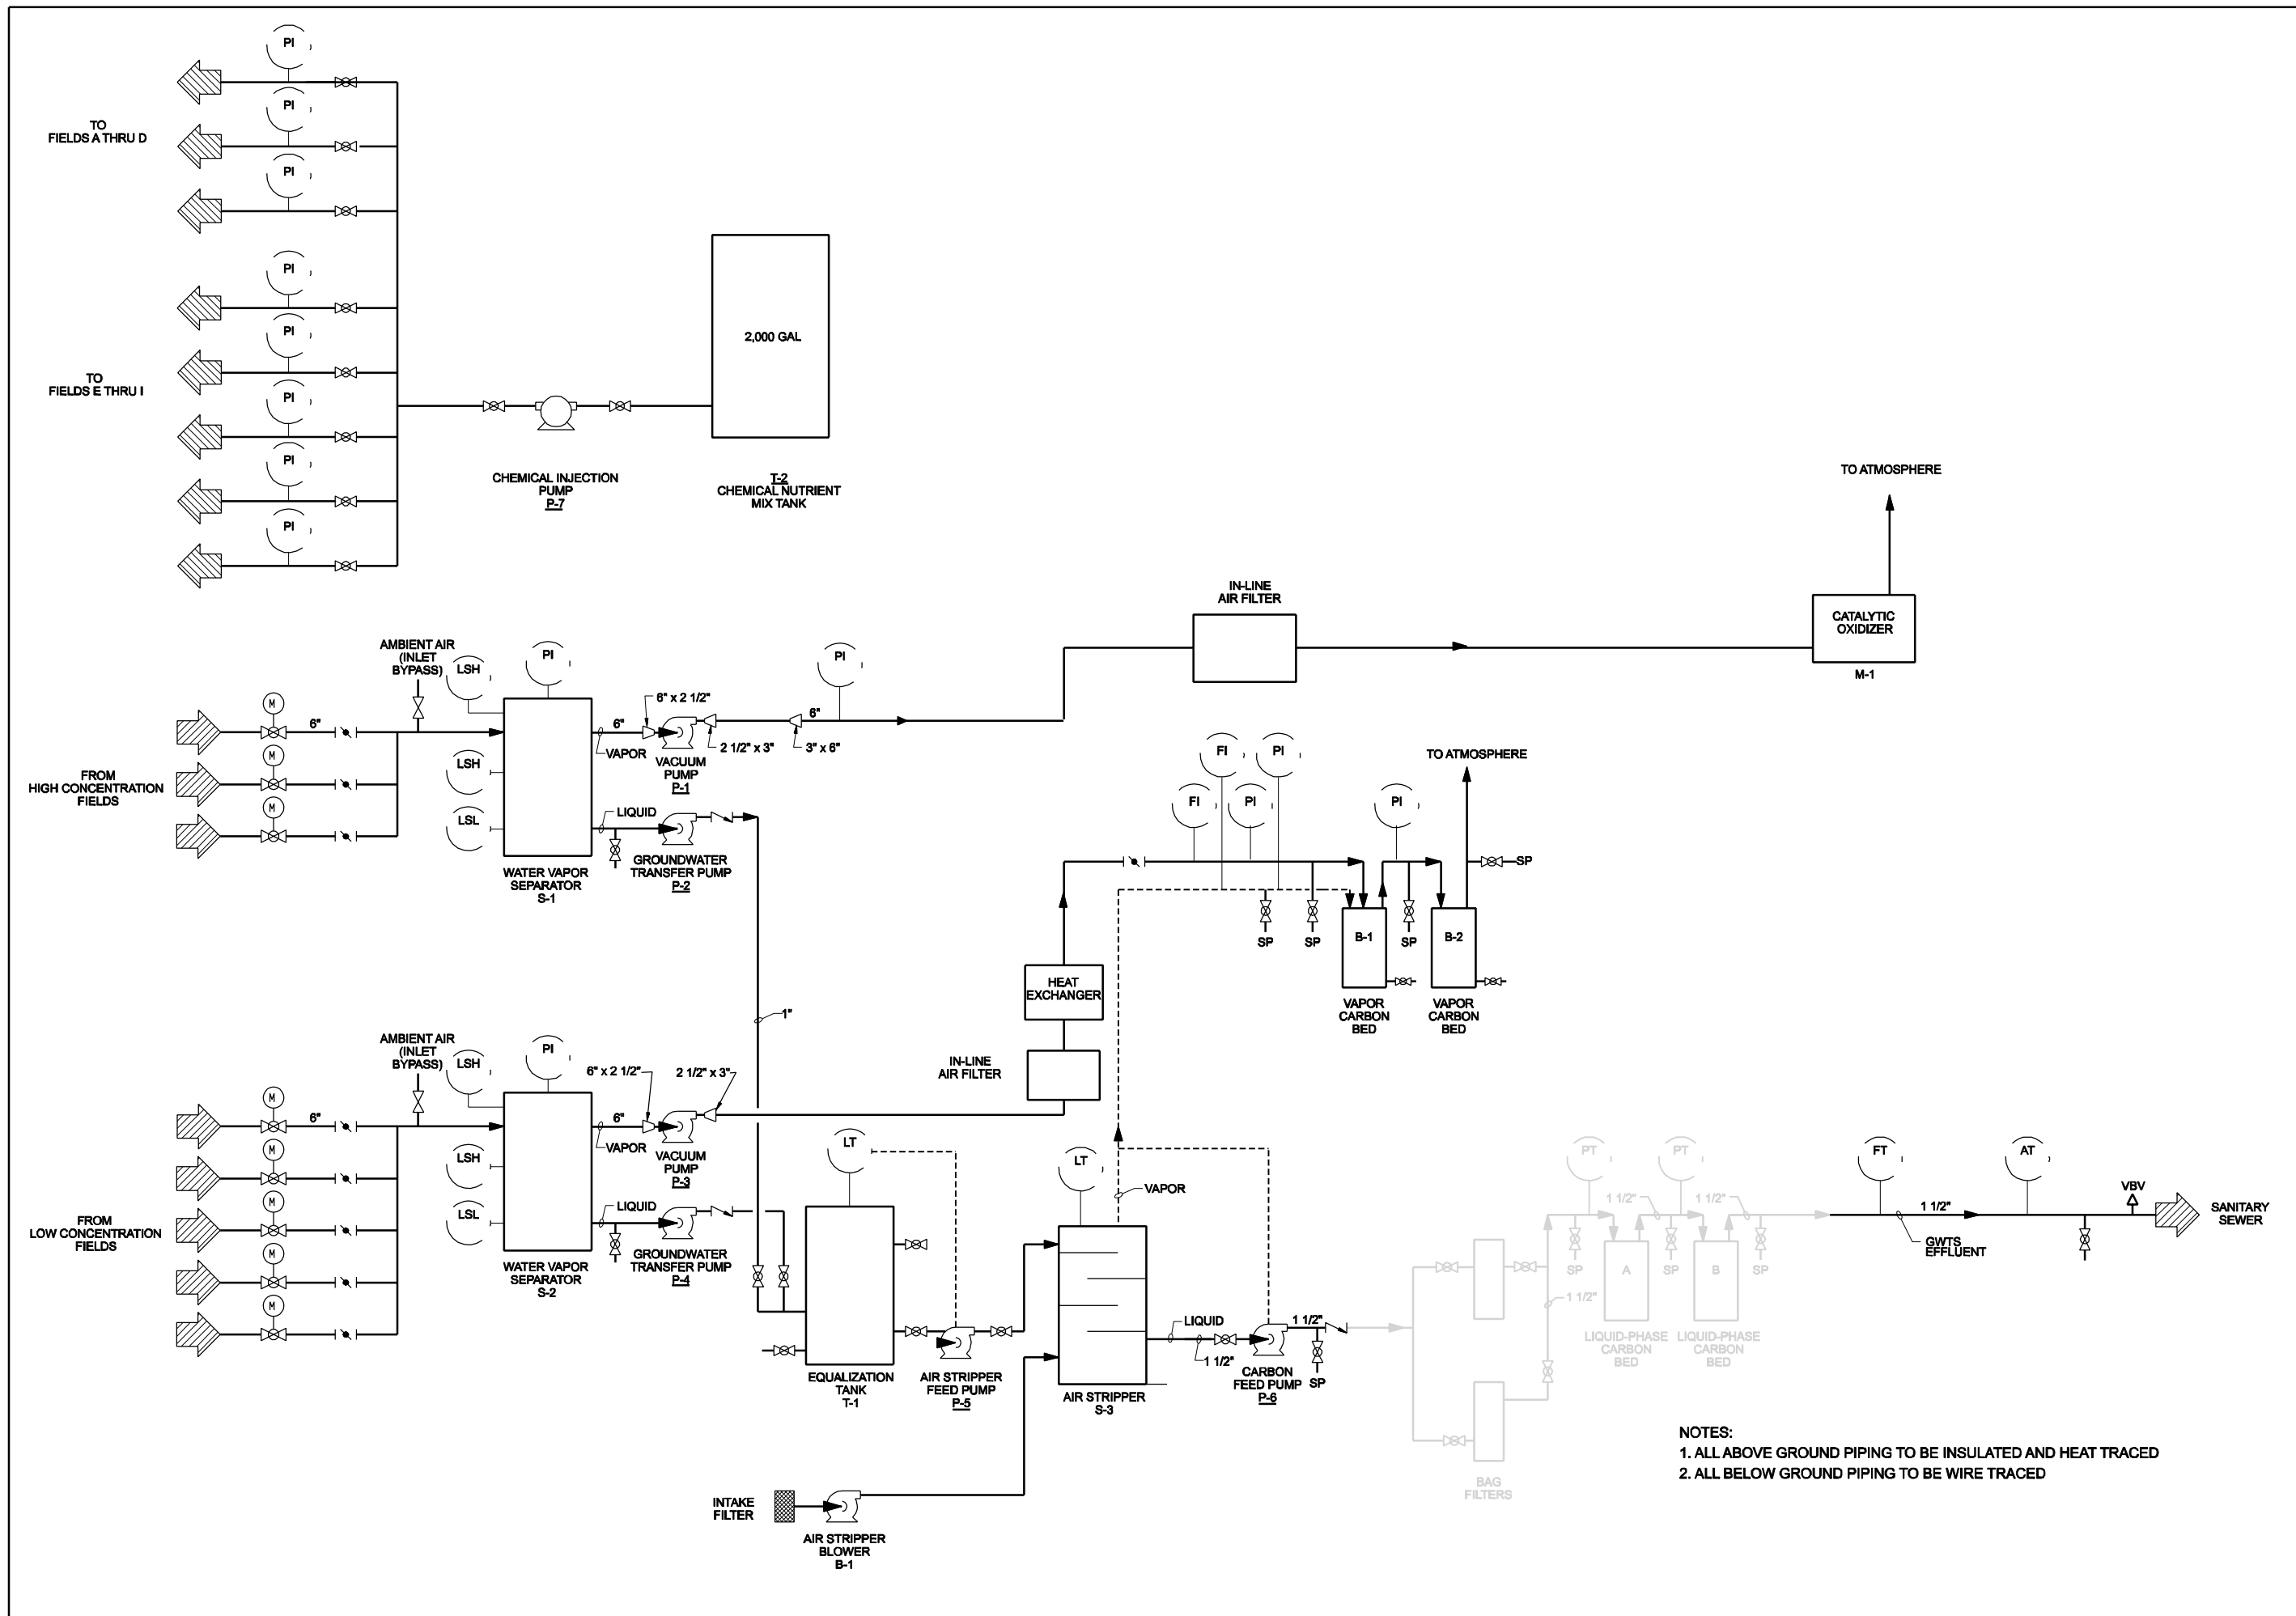 PI
PI
TO
FIELDS A THRU D
PI
PI
PI
TO
FIELDS E THRU I
PI
PI
PI
2,000 GAL
CHEMICAL INJECTION
PUMP
P-7
T-2
CHEMICAL NUTRIENT
MIX TANK
TO ATMOSPHERE
IN-LINE
AIR FILTER
CATALYTIC
OXIDIZER
M-1
AMBIENT AIR
(INLET
BYPASS)
LSH
PI
PI
M
6"
6"
6" x 2 1/2"
6"
VAPOR
2 1/2" x 3"
3" x 6"
VACUUM
PUMP
P-1
M
LSH
FROM
HIGH CONCENTRATION
FIELDS
M
LSL
LIQUID
WATER VAPOR
SEPARATOR
S-1
GROUNDWATER
TRANSFER PUMP
P-2
FI
PI
TO ATMOSPHERE
FI
PI
PI
SP
SP
SP
B-1
SP
B-2
HEAT
EXCHANGER
VAPOR
CARBON
BED
VAPOR
CARBON
BED
1"
IN-LINE
AIR FILTER
AMBIENT AIR
(INLET
BYPASS)
LSH
PI
6" x 2 1/2"
2 1/2" x 3"
M
6"
6"
VAPOR
VACUUM
PUMP
P-3
M
LSH
M
LSL
LIQUID
FROM
LOW CONCENTRATION
FIELDS
M
M
WATER VAPOR
SEPARATOR
S-2
GROUNDWATER
TRANSFER PUMP
P-4
LT
LT
VAPOR
PT
PT
FT
AT
1 1/2"
1 1/2"
VBV
1 1/2"
SANITARY
SEWER
GWTS
EFFLUENT
SP
A
SP
B
SP
1 1/2"
LIQUID
1 1/2"
1 1/2"
LIQUID-PHASE
CARBON
BED
LIQUID-PHASE
CARBON
BED
EQUALIZATION
TANK
T-1
AIR STRIPPER
FEED PUMP
P-5
AIR STRIPPER
S-3
CARBON
FEED PUMP
P-6
SP
BAG
FILTERS
NOTES:
1. ALL ABOVE GROUND PIPING TO BE INSULATED AND HEAT TRACED
2. ALL BELOW GROUND PIPING TO BE WIRE TRACED
INTAKE
FILTER
AIR STRIPPER
BLOWER
B-1